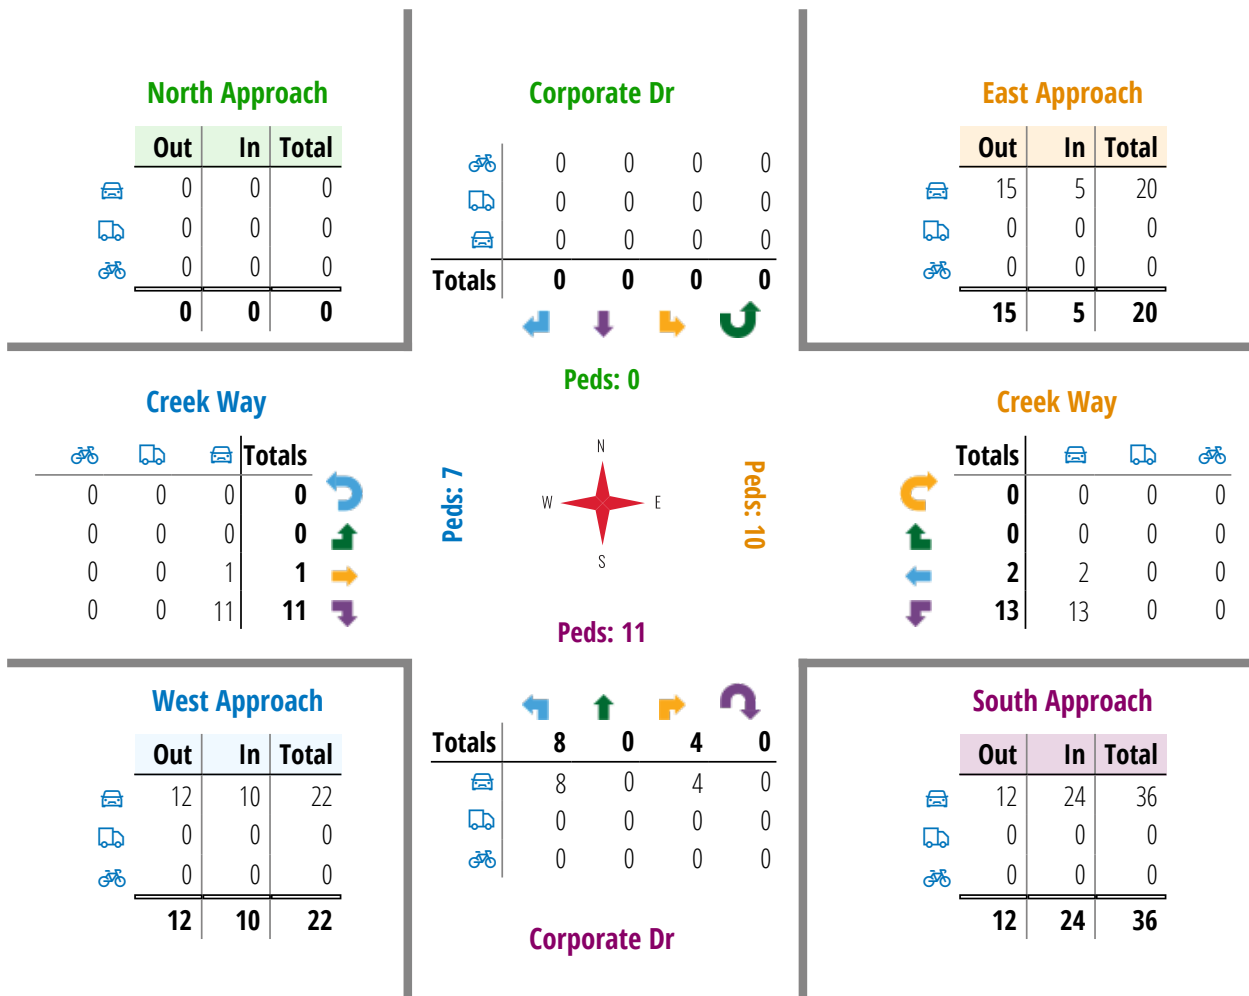 North Approach
Out In Total
0 0 0
0 0 0
0 0 0
0 0 0
Corporate Dr
0 0 0 0
0 0 0 0
0 0 0 0
Totals 0 0 0 0
East Approach
Out In Total
15 5 20
0 0 0
0 0 0
15 5 20
Peds: 0
Creek Way
Totals
0 0 0 0
0 0 0 0
0 0 1 1
0 0 11 11
Peds: 7
N
W E
S
Peds: 10
Creek Way
Totals
0 0 0 0
0 0 0 0
2 2 0 0
13 13 0 0
Peds: 11
West Approach
Out In Total
12 10 22
0 0 0
0 0 0
12 10 22
Totals 8 0 4 0
8 0 4 0
0 0 0 0
0 0 0 0
Corporate Dr
South Approach
Out In Total
12 24 36
0 0 0
0 0 0
12 24 36